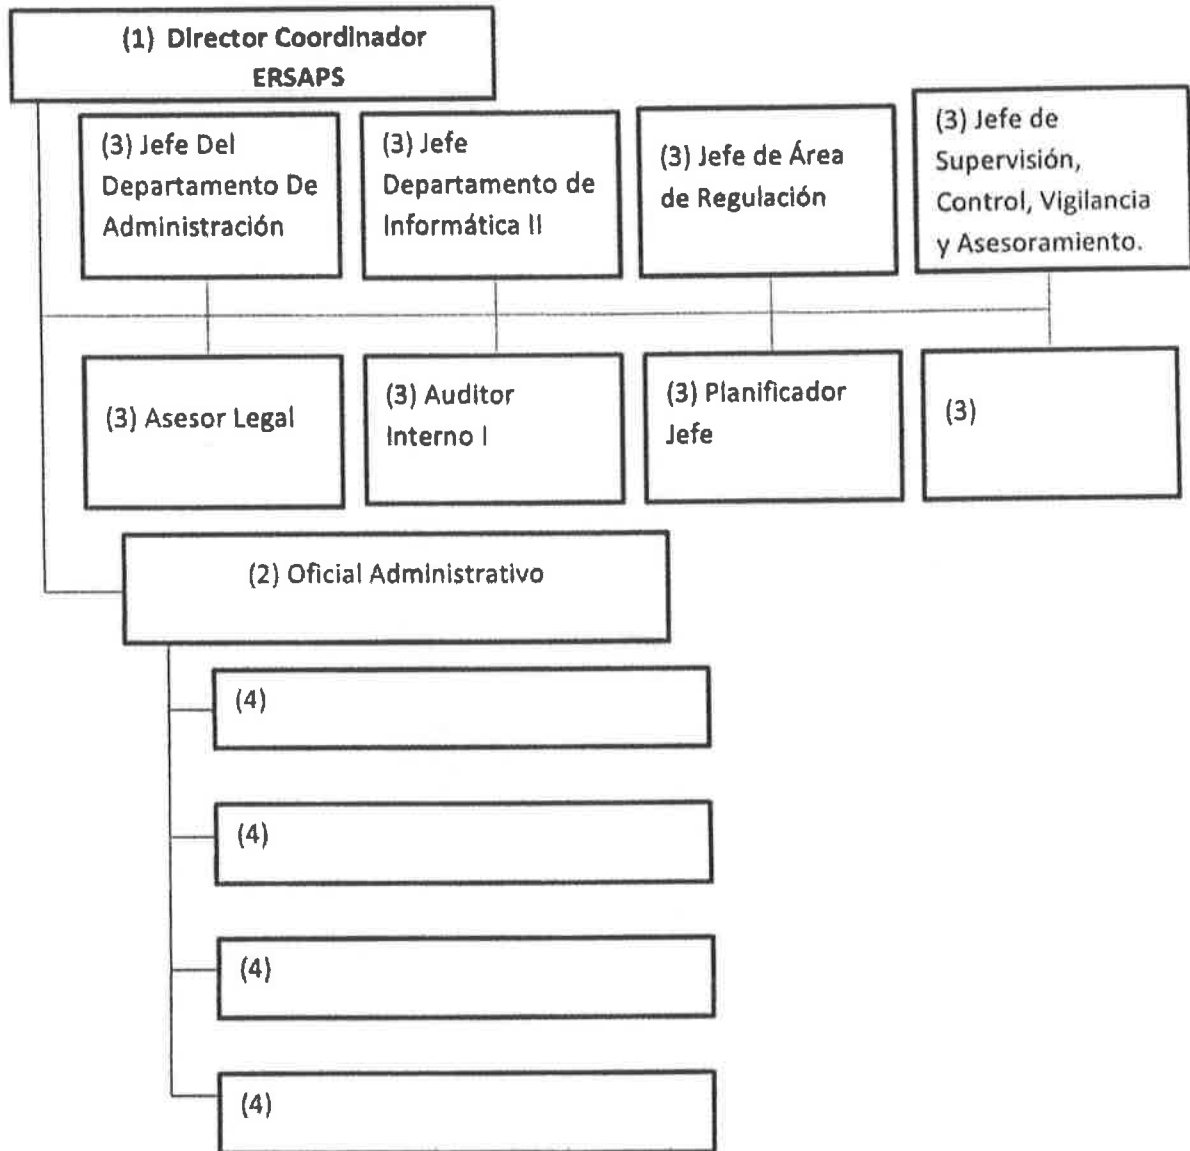 (1) Director Coordinador
ERSAPS
(3) Jefe Del
Departamento De
Administración
(3) Jefe
Departamento de
Informática II
(3) Jefe de Área
de Regulación
(3) Jefe de
Supervisión,
Control, Vigilancia
y Asesoramiento.
(3) Asesor Legal
(3) Auditor
Interno I
(3) Planificador
Jefe
(3)
(2) Oficial Administrativo
(4)
(4)
(4)
(4)